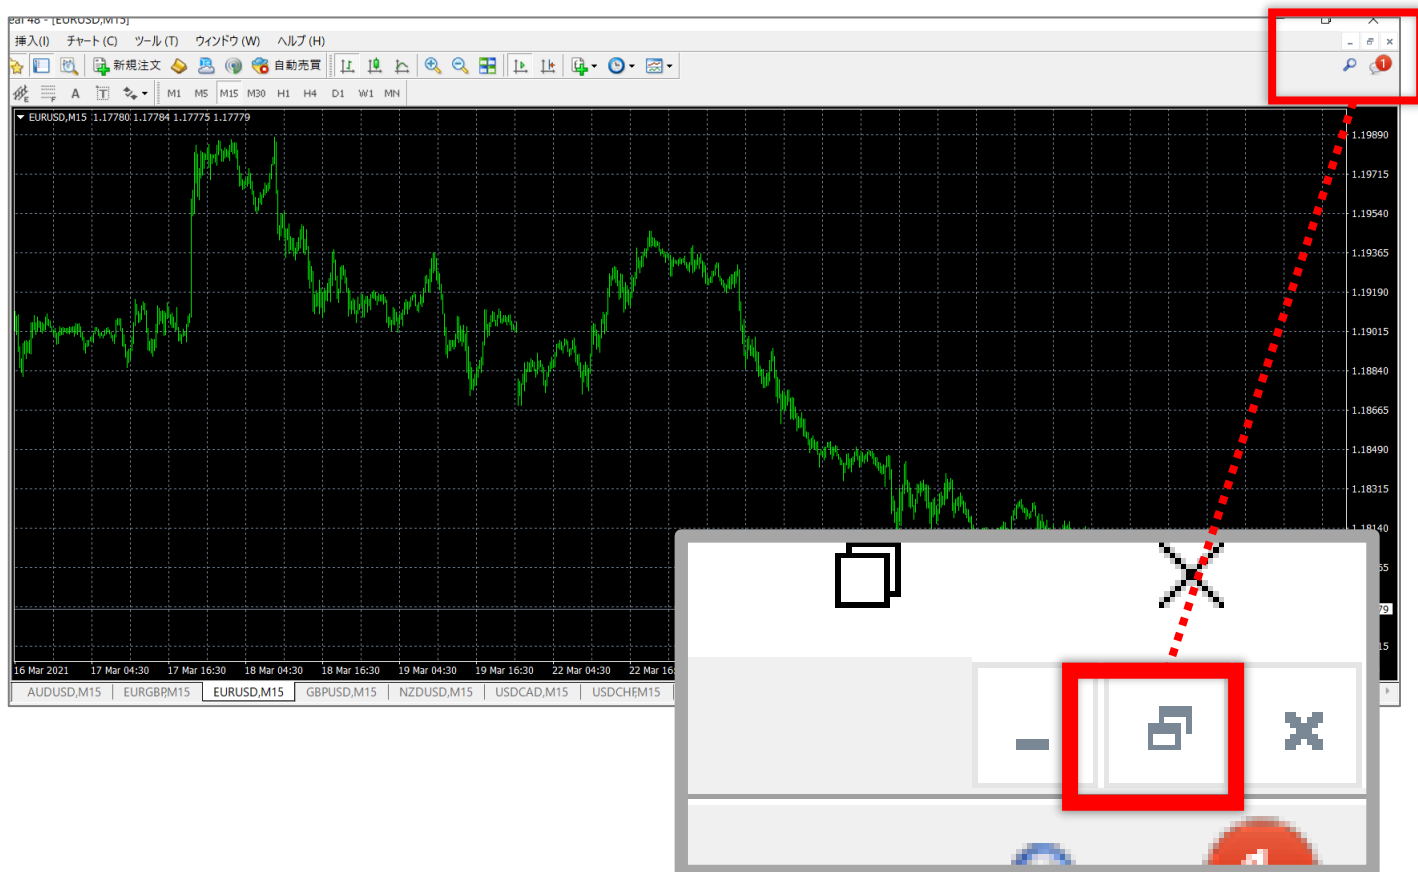 eal 48 - [EURUSD,M15]
挿入(I) チャート(C) ツール(T) ウィンドウ(W) ヘルプ(H)
新規注文 自動売買
1
E F A T M1 M5 M15 M30 H1 H4 D1 W1 MN
EURUSD,M15 1.17780 1.17784 1.17775 1.17779
1.19890
1.19715
1.19540
1.19365
1.19190
1.19015
1.18840
1.18665
1.18490
1.18315
1.18140
65
79
15
16 Mar 2021 17 Mar 04:30 17 Mar 16:30 18 Mar 04:30 18 Mar 16:30 19 Mar 04:30 19 Mar 16:30 22 Mar 04:30 22 Mar 16:
AUDUSD,M15 EURGBP,M15 EURUSD,M15 GBPUSD,M15 NZDUSD,M15 USDCAD,M15 USDCHF,M15